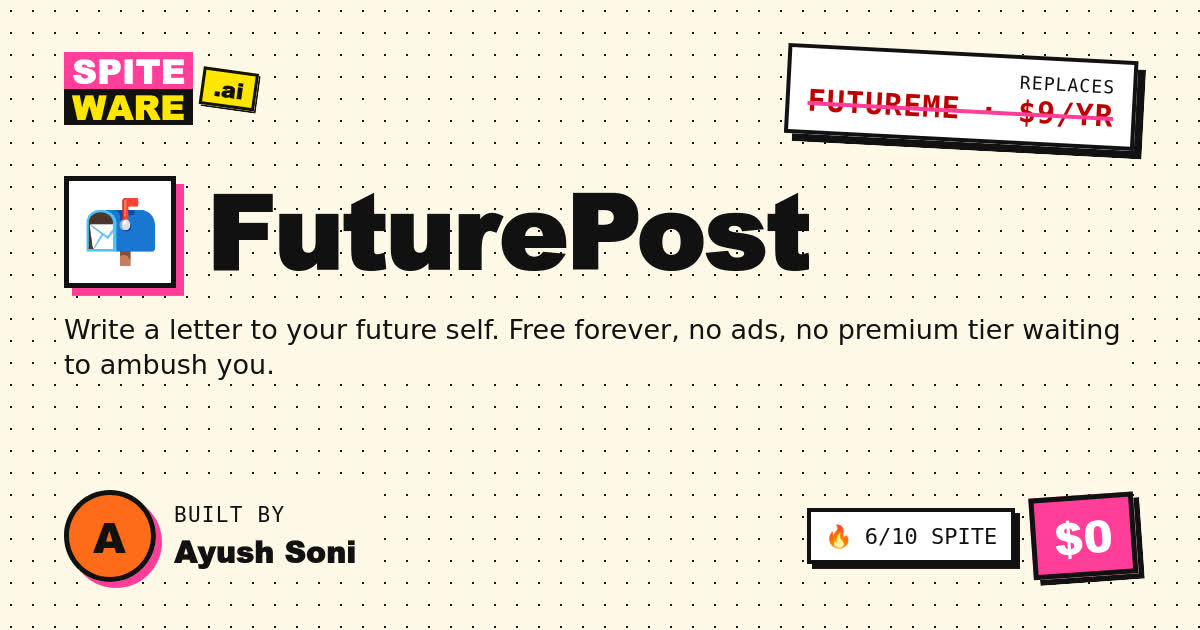 SPITE
WARE
.ai
REPLACES
FUTUREME · $9/YR
FuturePost
Write a letter to your future self. Free forever, no ads, no premium tier waiting
to ambush you.
A
BUILT BY
Ayush Soni
🔥 6/10 SPITE
$0